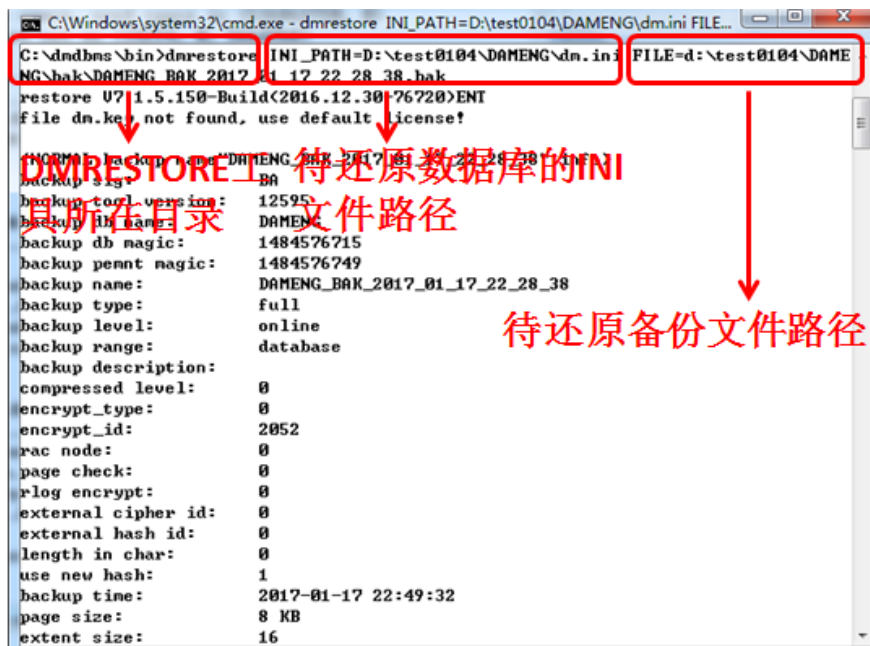 C:\Windows\system32\cmd.exe - dmrestore  INI_PATH=D:\test0104\DAMENG\dm.ini FILE...
C:\dmdbms\bin>dmrestore INI_PATH=D:\test0104\DAMENG\dm.ini FILE=d:\test0104\DAME
NG\bak\DAMENG_BAK_2017_01_17_22_28_38.bak
restore V7.1.5.150-Build(2016.12.30-76720)ENT
file dm.key not found, use default license!
DMRESTORE工
具所在目录
待还原数据库的INI
文件路径
待还原备份文件路径
backup sig: BA
backup tool version: 12595
backup db name: DAMENG
backup db magic: 1484576715
backup pemnt magic: 1484576749
backup name: DAMENG_BAK_2017_01_17_22_28_38
backup type: full
backup level: online
backup range: database
backup description:
compressed level: 0
encrypt_type: 0
encrypt_id: 2052
rac node: 0
page check: 0
rlog encrypt: 0
external cipher id: 0
external hash id: 0
length in char: 0
use new hash: 1
backup time: 2017-01-17 22:49:32
page size: 8 KB
extent size: 16